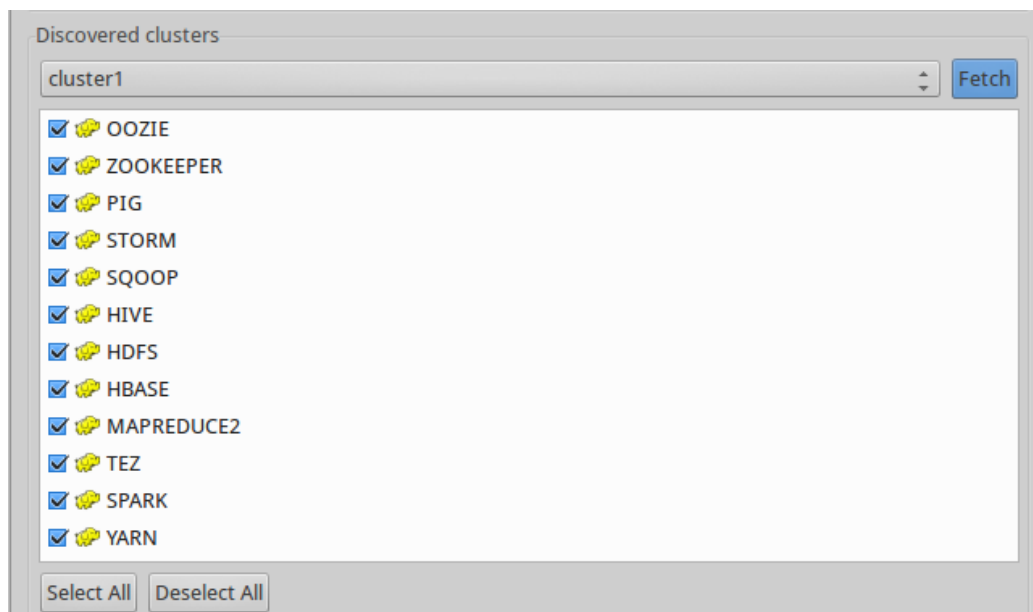 Discovered clusters
cluster1 Fetch
OOZIE
ZOOKEEPER
PIG
STORM
SQOOP
HIVE
HDFS
HBASE
MAPREDUCE2
TEZ
SPARK
YARN
Select All Deselect All